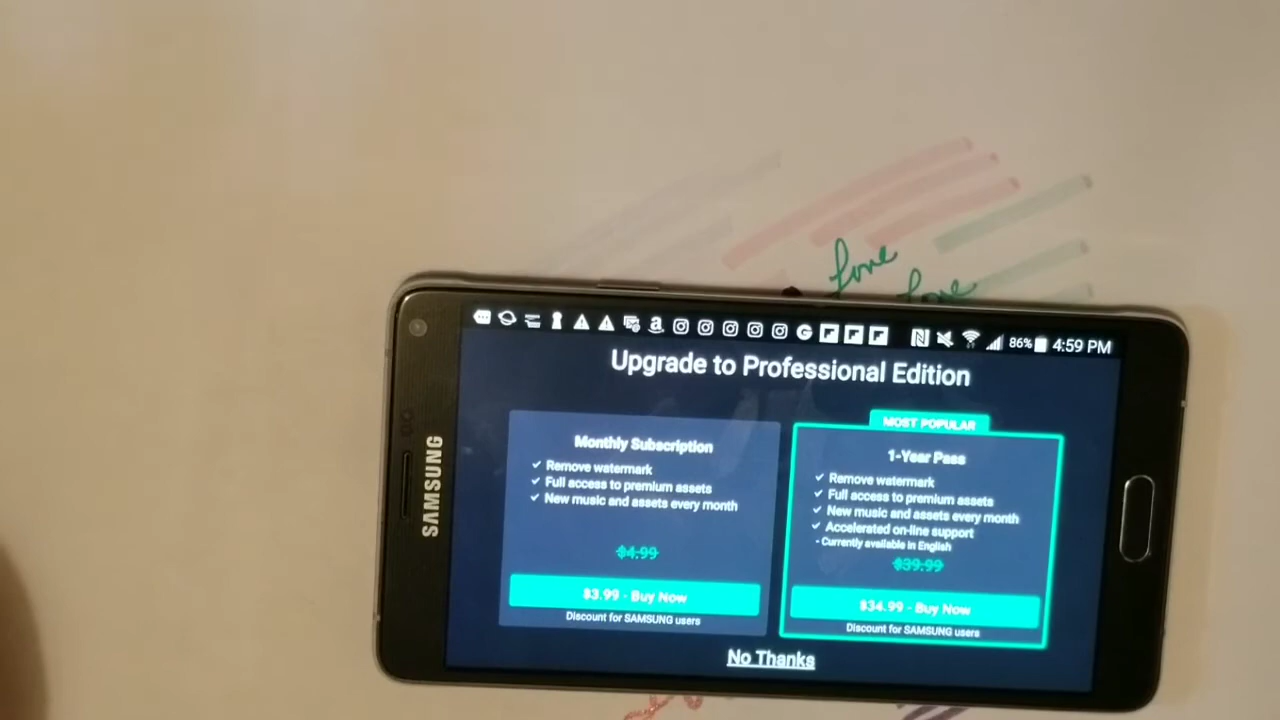 love
love
SAMSUNG
86% 4:59 PM
Upgrade to Professional Edition
Monthly Subscription
✓ Remove watermark
✓ Full access to premium assets
✓ New music and assets every month
$4.99
$3.99 - Buy Now
Discount for SAMSUNG users
MOST POPULAR
1-Year Pass
✓ Remove watermark
✓ Full access to premium assets
✓ New music and assets every month
✓ Accelerated on-line support
- Currently available in English
$39.99
$34.99 - Buy Now
Discount for SAMSUNG users
No Thanks